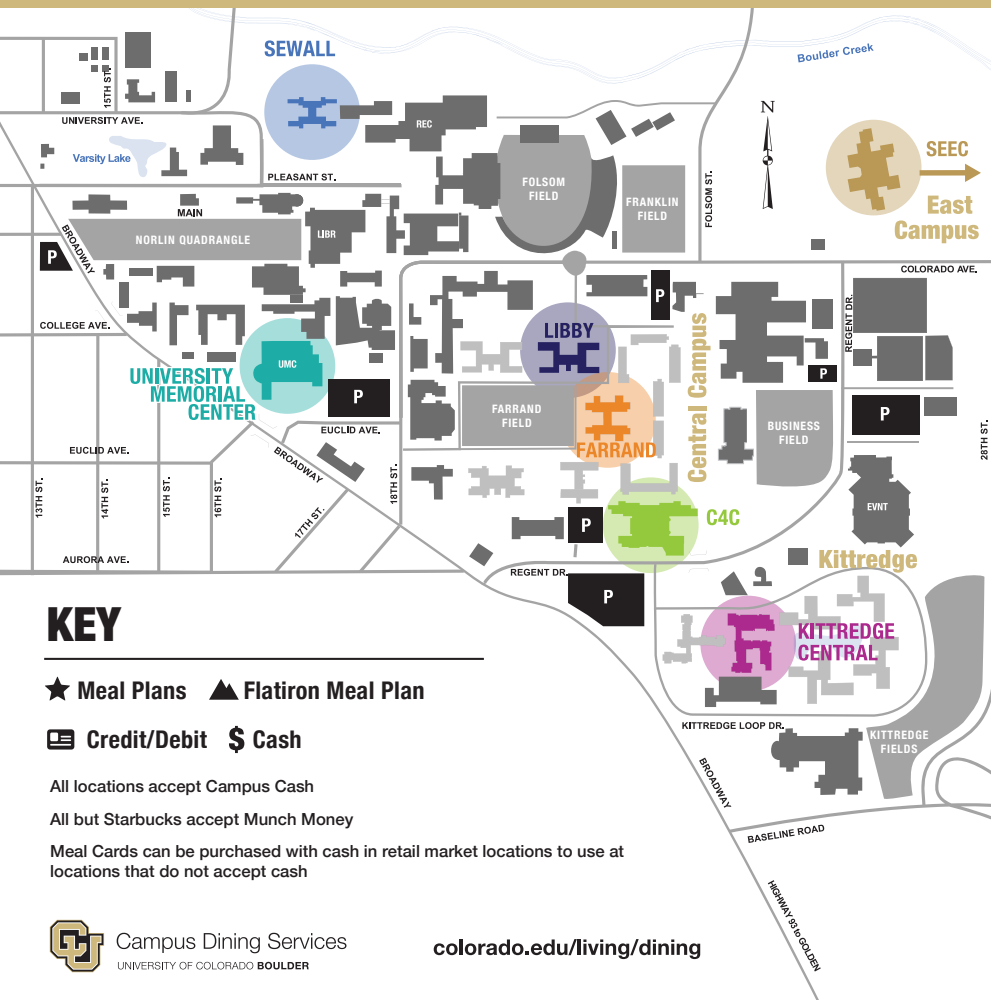 SEWALL
Boulder Creek
15TH ST.
UNIVERSITY AVE.
REC
N
Varsity Lake
SEEC
PLEASANT ST.
FOLSOM
FIELD
FRANKLIN
FIELD
FOLSOM ST.
East
Campus
MAIN
NORLIN QUADRANGLE
LIBR
BROADWAY
P
COLORADO AVE.
P
REGENT DR.
COLLEGE AVE.
LIBBY
Central Campus
UMC
UNIVERSITY
MEMORIAL
CENTER
P
P
P
FARRAND
FIELD
FARRAND
BUSINESS
FIELD
28TH ST.
EUCLID AVE.
EUCLID AVE.
BROADWAY
13TH ST.
14TH ST.
15TH ST.
16TH ST.
17TH ST.
18TH ST.
EVNT
C4C
P
AURORA AVE.
REGENT DR.
Kittredge
P
KITTREDGE
CENTRAL
KITTREDGE LOOP DR.
KITTREDGE
FIELDS
BROADWAY
BASELINE ROAD
HIGHWAY 93 to GOLDEN
KEY
Meal Plans Flatiron Meal Plan
Credit/Debit $ Cash
All locations accept Campus Cash
All but Starbucks accept Munch Money
Meal Cards can be purchased with cash in retail market locations to use at
locations that do not accept cash
CU
Campus Dining Services
UNIVERSITY OF COLORADO BOULDER
colorado.edu/living/dining